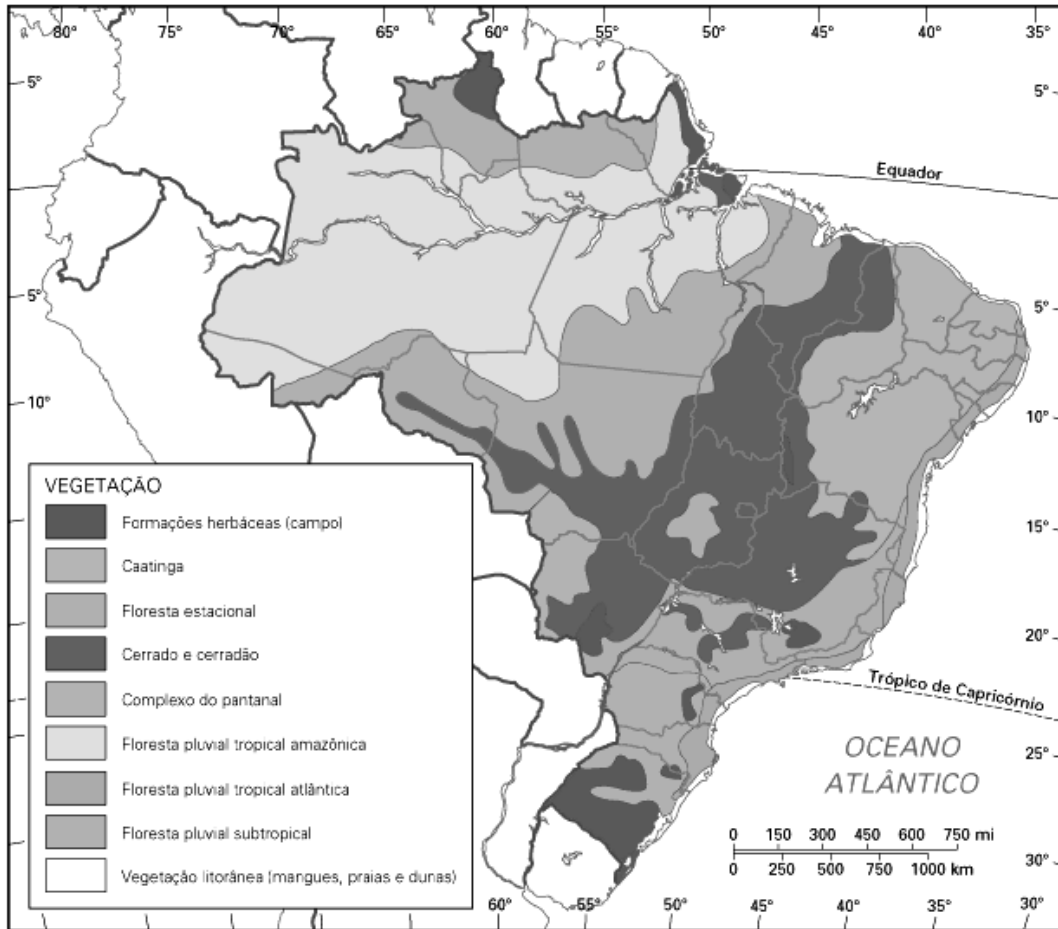 80° 75° 70° 65° 60° 55° 50° 45° 40° 35°
5° 5°
Equador
5° 5°
10° 10°
15°
20°
Trópico de Capricórnio
25°
30°
OCEANO
ATLÂNTICO
0 150 300 450 600 750 mi
0 250 500 750 1000 km
VEGETAÇÃO
Formações herbáceas (campo)
Caatinga
Floresta estacional
Cerrado e cerradão
Complexo do pantanal
Floresta pluvial tropical amazônica
Floresta pluvial tropical atlântica
Floresta pluvial subtropical
Vegetação litorânea (mangues, praias e dunas)
60° 55° 50° 45° 40° 35° 30°